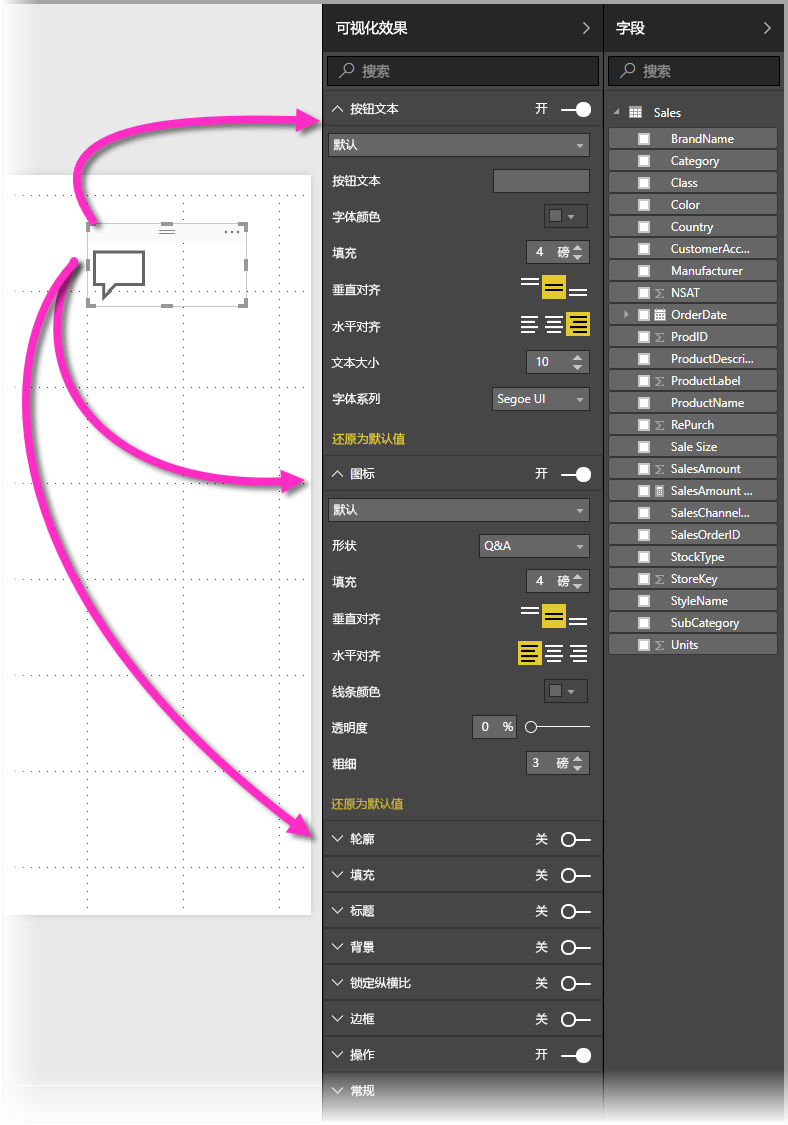 可视化效果
搜索
按钮文本 开
默认
按钮文本
字体颜色
填充 4 磅
垂直对齐
水平对齐
文本大小 10
字体系列 Segoe UI
还原为默认值
图标 开
默认
形状 Q&A
填充 4 磅
垂直对齐
水平对齐
线条颜色
透明度 0 %
粗细 3 磅
还原为默认值
轮廓 关
填充 关
标题 关
背景 关
锁定纵横比 关
边框 关
操作 开
常规
字段
搜索
Sales
BrandName
Category
Class
Color
Country
CustomerAcc...
Manufacturer
NSAT
OrderDate
ProdID
ProductDescri...
ProductLabel
ProductName
RePurch
Sale Size
SalesAmount
SalesAmount ...
SalesChannel...
SalesOrderID
StockType
StoreKey
StyleName
SubCategory
Units